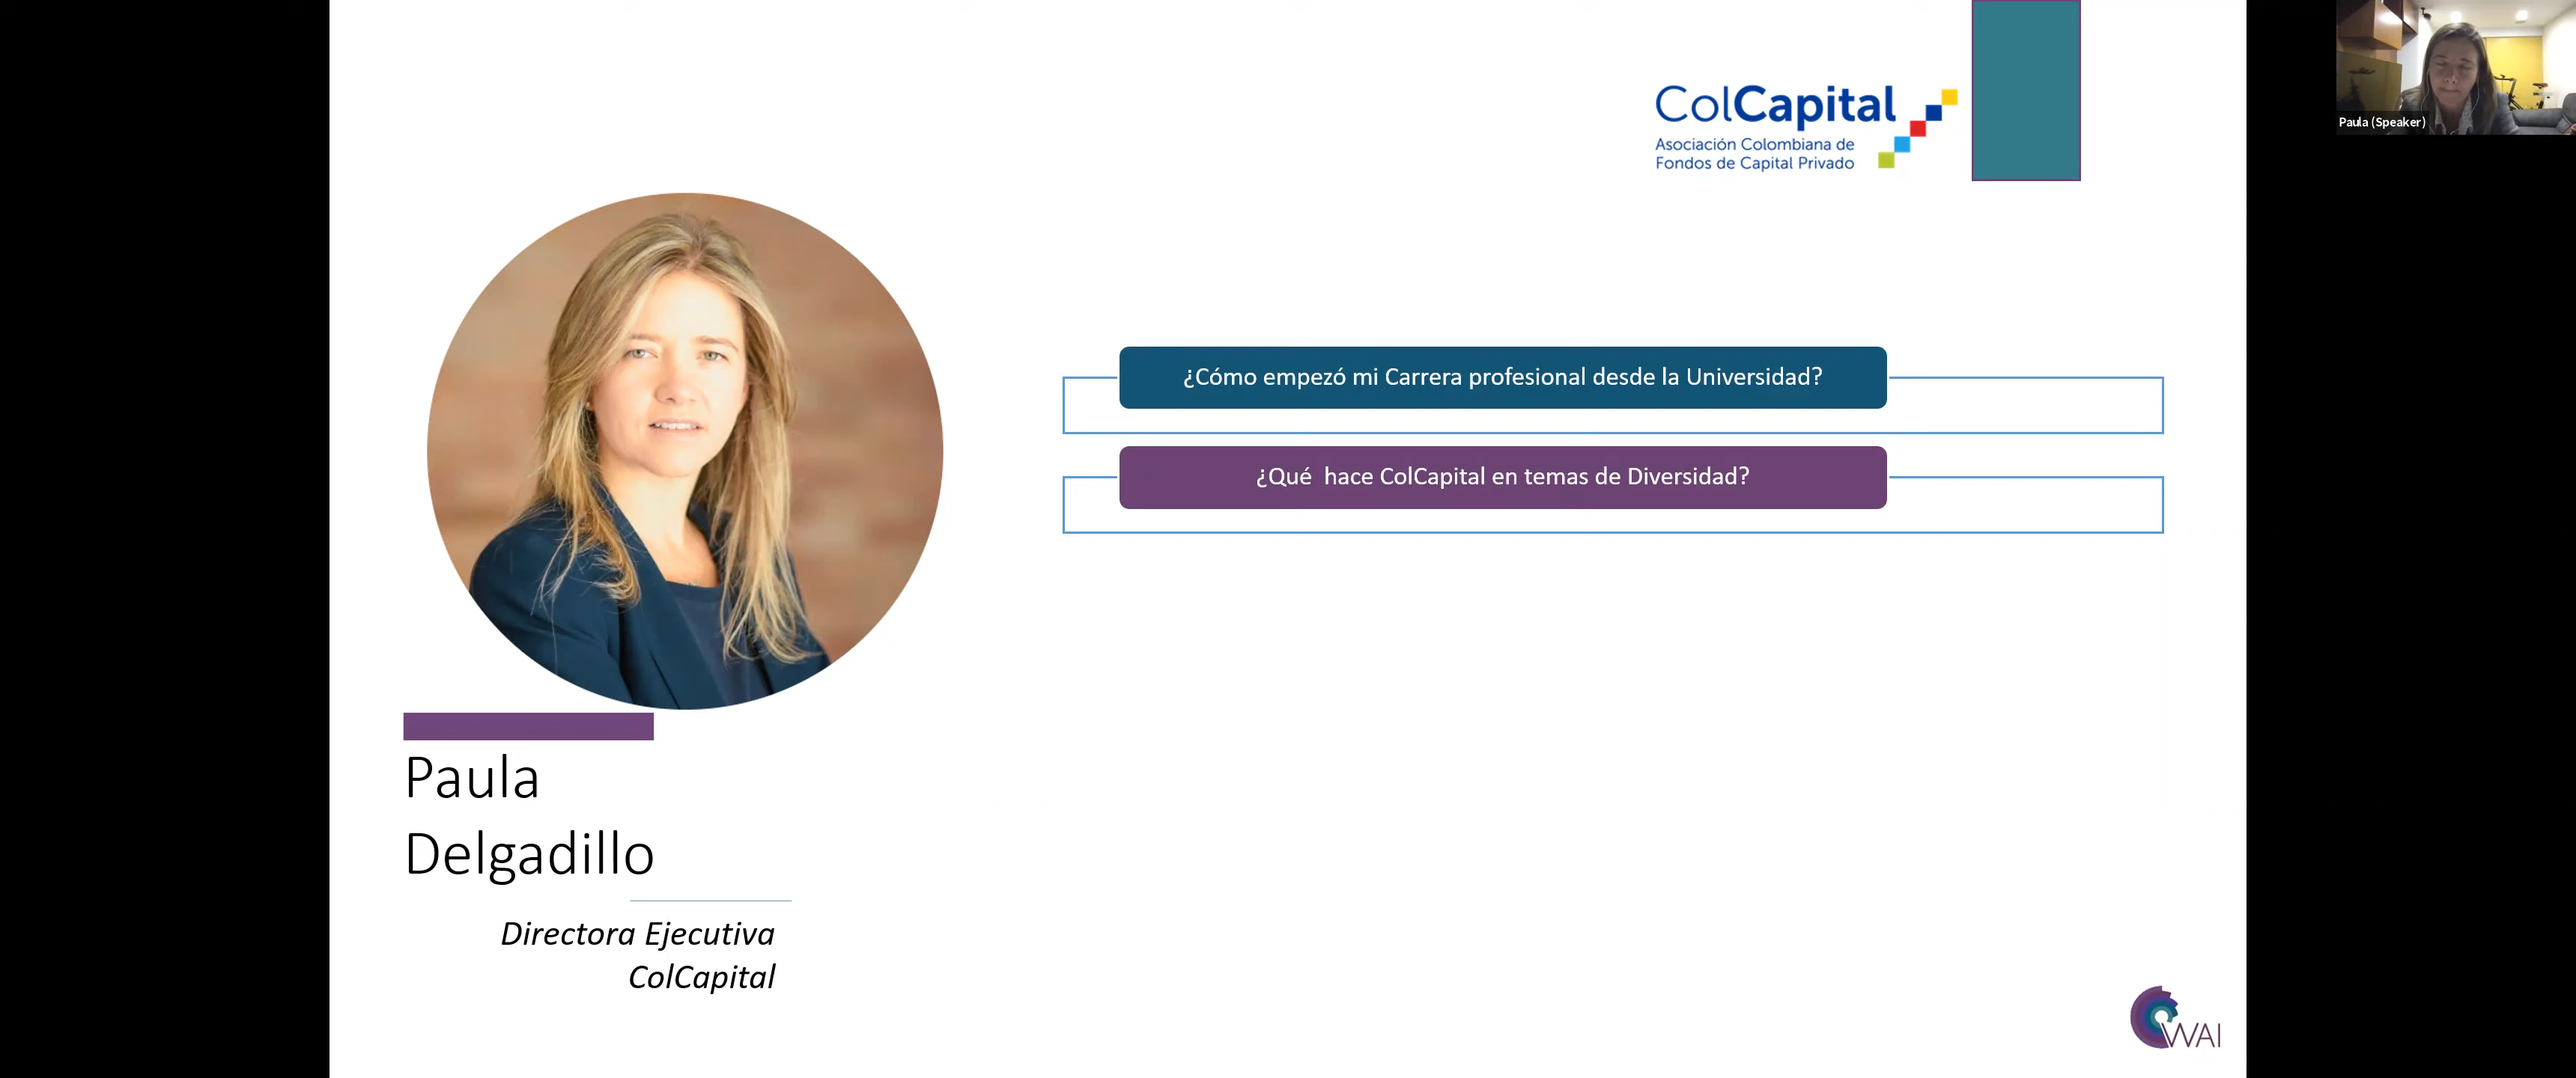 ColCapital
Asociación Colombiana de
Fondos de Capital Privado
Paula (Speaker)
¿Cómo empezó mi Carrera profesional desde la Universidad?
¿Qué  hace ColCapital en temas de Diversidad?
Paula
Delgadillo
Directora Ejecutiva
ColCapital
WAI